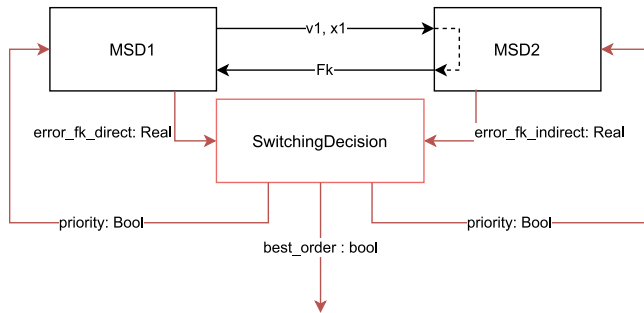 v1, x1
MSD1
MSD2
Fk
error_fk_direct: Real
error_fk_indirect: Real
SwitchingDecision
priority: Bool
priority: Bool
best_order : bool